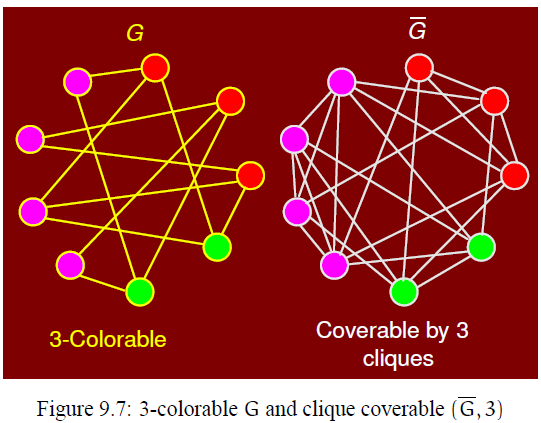 G
G̅
3-Colorable
Coverable by 3
cliques
Figure 9.7: 3-colorable G and clique coverable (G̅, 3)